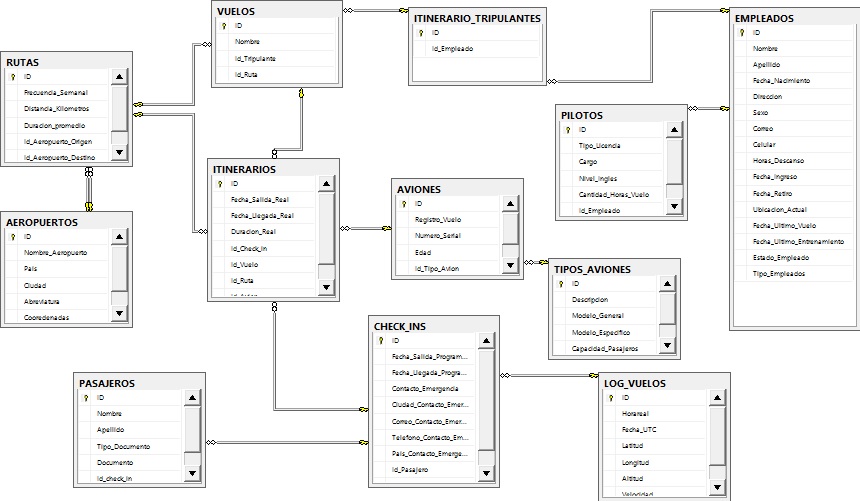 VUELOS
ID
Nombre
Id_Tripulante
Id_Ruta
ITINERARIO_TRIPULANTES
ID
Id_Empleado
EMPLEADOS
ID
Nombre
Apellido
Fecha_Nacimiento
Direccion
Sexo
Correo
Celular
Horas_Descanso
Fecha_Ingreso
Fecha_Retiro
Ubicacion_Actual
Fecha_Ultimo_Vuelo
Fecha_Ultimo_Entrenamiento
Estado_Empleado
Tipo_Empleados
RUTAS
ID
Frecuencia_Semanal
Distancia_Kilometros
Duracion_promedio
Id_Aeropuerto_Origen
Id_Aeropuerto_Destino
PILOTOS
ID
Tipo_Licencia
Cargo
Nivel_Ingles
Cantidad_Horas_Vuelo
Id_Empleado
ITINERARIOS
ID
Fecha_Salida_Real
Fecha_Llegada_Real
Duracion_Real
Id_Check_In
Id_Vuelo
Id_Ruta
AVIONES
ID
Registro_Vuelo
Numero_Serial
Edad
Id_Tipo_Avion
AEROPUERTOS
ID
Nombre_Aeropuerto
Pais
Ciudad
Abreviatura
Cooredenadas
TIPOS_AVIONES
ID
Descripcion
Modelo_General
Modelo_Especifico
Capacidad_Pasajeros
CHECK_INS
ID
Fecha_Salida_Program...
Fecha_Llegada_Progra...
Contacto_Emergencia
Ciudad_Contacto_Emer...
Correo_Contacto_Emer...
Telefono_Contacto_Em...
Pais_Contacto_Emerge...
Id_Pasajero
PASAJEROS
ID
Nombre
Apellido
Tipo_Documento
Documento
Id_check_In
LOG_VUELOS
ID
Horareal
Fecha_UTC
Latitud
Longitud
Altitud
Velocidad